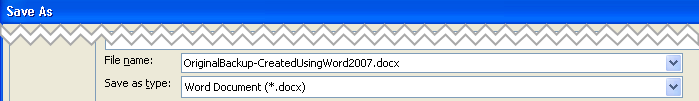 Save As
File name: OriginalBackup-CreatedUsingWord2007.docx
Save as type: Word Document (*.docx)